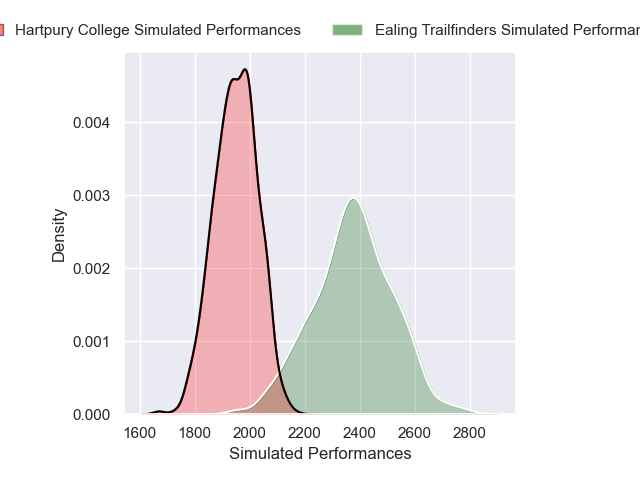 Hartpury College Simulated Performances
Ealing Trailfinders Simulated
0.004
0.003
0.002
0.001
0.000
Density
1600 1800 2000 2200 2400 2600 2800
Simulated Performances